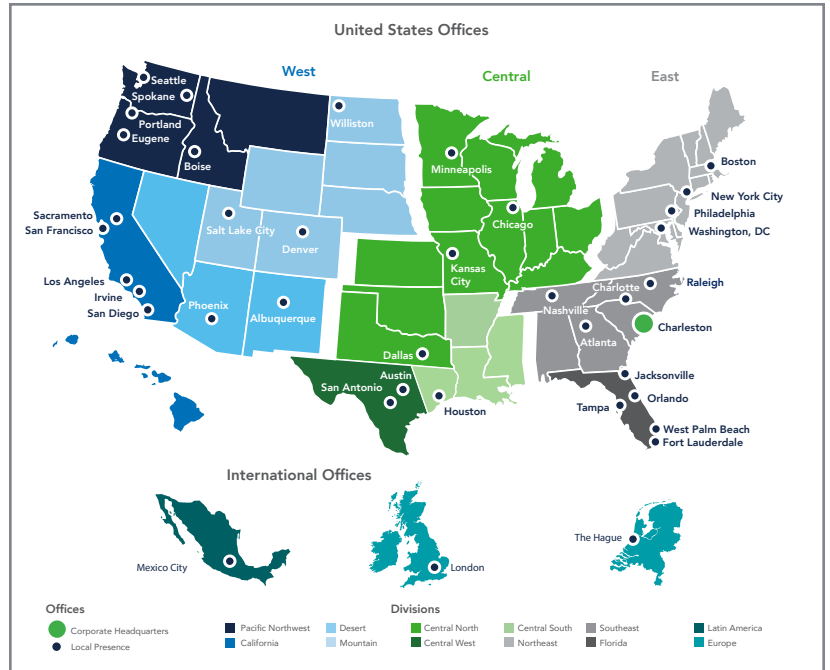 United States Offices
West
Central
East
Seattle
Spokane
Portland
Eugene
Boise
Williston
Minneapolis
Boston
New York City
Philadelphia
Washington, DC
Sacramento
San Francisco
Salt Lake City
Denver
Chicago
Kansas
City
Los Angeles
Irvine
San Diego
Phoenix
Albuquerque
Nashville
Charlotte
Raleigh
Charleston
Atlanta
Dallas
Austin
San Antonio
Houston
Jacksonville
Orlando
Tampa
West Palm Beach
Fort Lauderdale
International Offices
Mexico City
London
The Hague
Offices
Corporate Headquarters
Local Presence
Divisions
Pacific Northwest
California
Desert
Mountain
Central North
Central West
Central South
Northeast
Southeast
Florida
Latin America
Europe